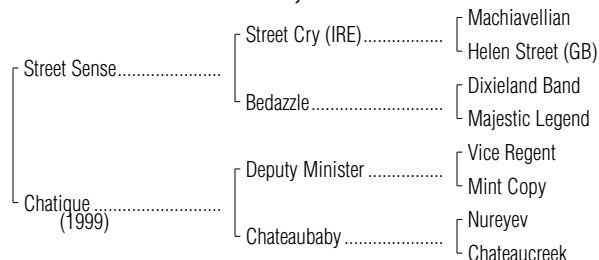 Machiavellian
Street Cry (IRE)..................
Helen Street (GB)
Street Sense.......................
Dixieland Band
Bedazzle..............................
Majestic Legend
Vice Regent
Deputy Minister .................
Mint Copy
Chatique ............................
(1999)
Nureyev
Chateaubaby ......................
Chateaucreek